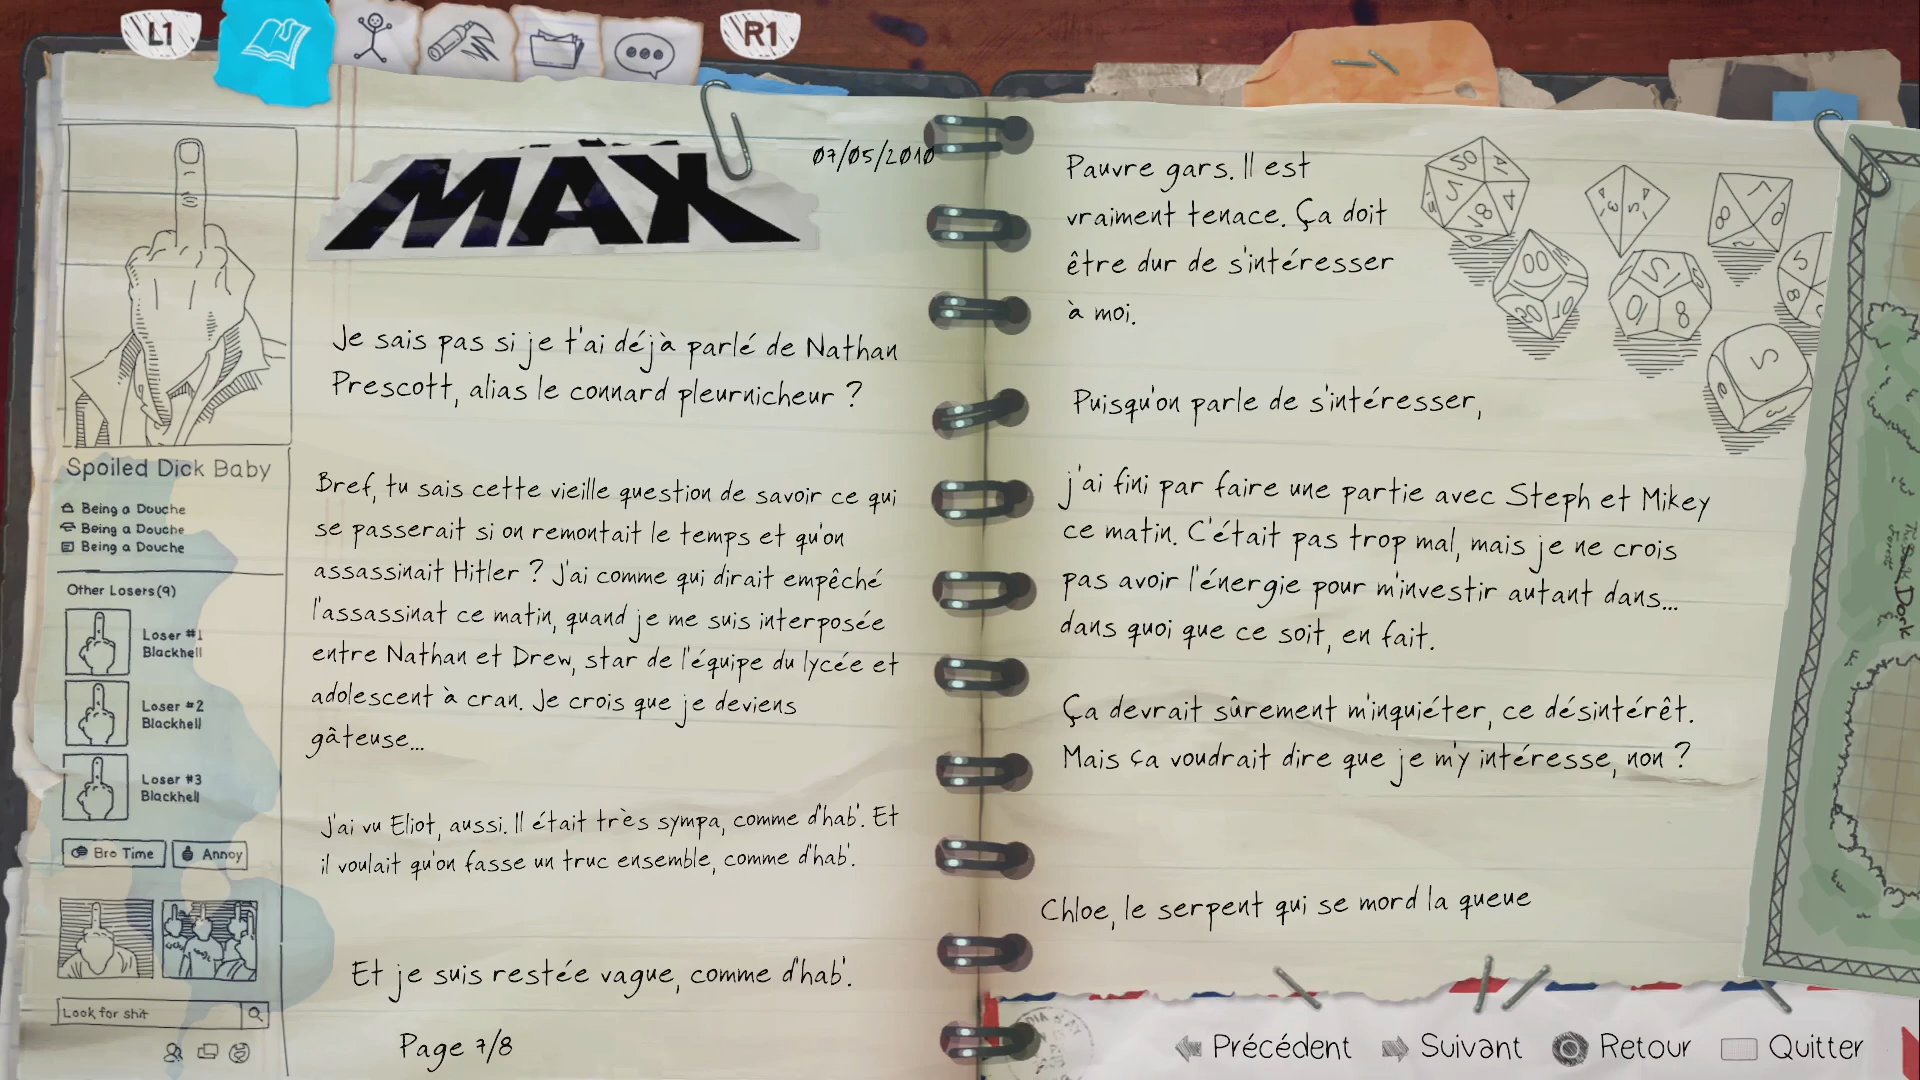 L1
R1
MAX
07/05/2010
Je sais pas si je t'ai déjà parlé de Nathan
Prescott, alias le connard pleurnicheur ?
Bref, tu sais cette vieille question de savoir ce qui
se passerait si on remontait le temps et qu'on
assassinait Hitler ? J'ai comme qui dirait empêché
l'assassinat ce matin, quand je me suis interposée
entre Nathan et Drew, star de l'équipe du lycée et
adolescent à cran. Je crois que je deviens
gâteuse...
J'ai vu Eliot, aussi. Il était très sympa, comme d'hab'. Et
il voulait qu'on fasse un truc ensemble, comme d'hab'.
Et je suis restée vague, comme d'hab'.
Page 7/8
Spoiled Dick Baby
Being a Douche
Being a Douche
Being a Douche
Other Losers(9)
Loser #1
Blackhell
Loser #2
Blackhell
Loser #3
Blackhell
Bro Time
Annoy
Look for shit
Pauvre gars. Il est
vraiment tenace. Ça doit
être dur de s'intéresser
à moi.
Puisqu'on parle de s'intéresser,
j'ai fini par faire une partie avec Steph et Mikey
ce matin. C'était pas trop mal, mais je ne crois
pas avoir l'énergie pour m'investir autant dans...
dans quoi que ce soit, en fait.
Ça devrait sûrement m'inquiéter, ce désintérêt.
Mais ça voudrait dire que je m'y intéresse, non ?
Chloe, le serpent qui se mord la queue
Précédent
Suivant
Retour
Quitter